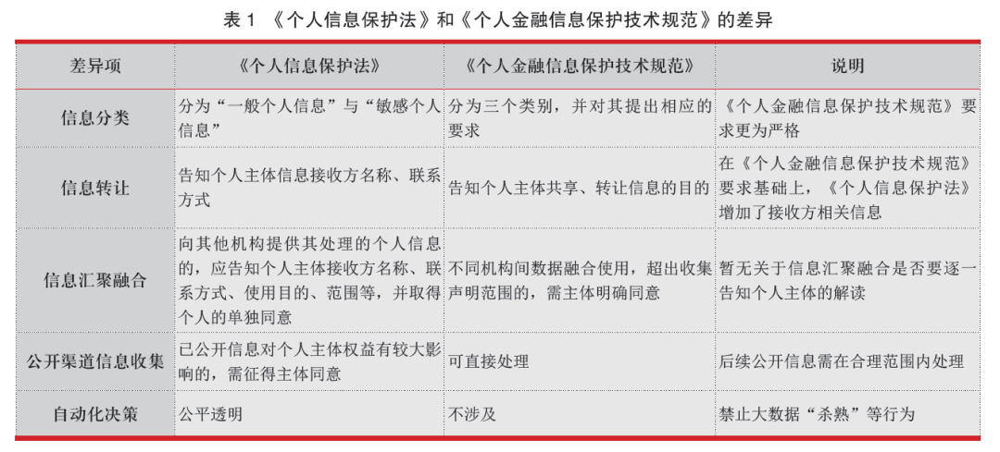 表 1 《个人信息保护法》和《个人金融信息保护技术规范》的差异
差异项
《个人信息保护法》
《个人金融信息保护技术规范》
说明
信息分类
分为“一般个人信息”与“敏感个人
信息”
分为三个类别，并对其提出相应的
要求
《个人金融信息保护技术规范》要
求更为严格
信息转让
告知个人主体信息接收方名称、联系
方式
告知个人主体共享、转让信息的目的
在《个人金融信息保护技术规范》
要求基础上，《个人信息保护法》
增加了接收方相关信息
信息汇聚融合
向其他机构提供其处理的个人信息
的，应告知个人主体接收方名称、联
系方式、使用目的、范围等，并取得
个人的单独同意
不同机构间数据融合使用，超出收集
声明范围的，需主体明确同意
暂无关于信息汇聚融合是否要逐一
告知个人主体的解读
公开渠道信息收集
已公开信息对个人主体权益有较大影
响的，需征得主体同意
可直接处理
后续公开信息需在合理范围内处理
自动化决策
公平透明
不涉及
禁止大数据“杀熟”等行为